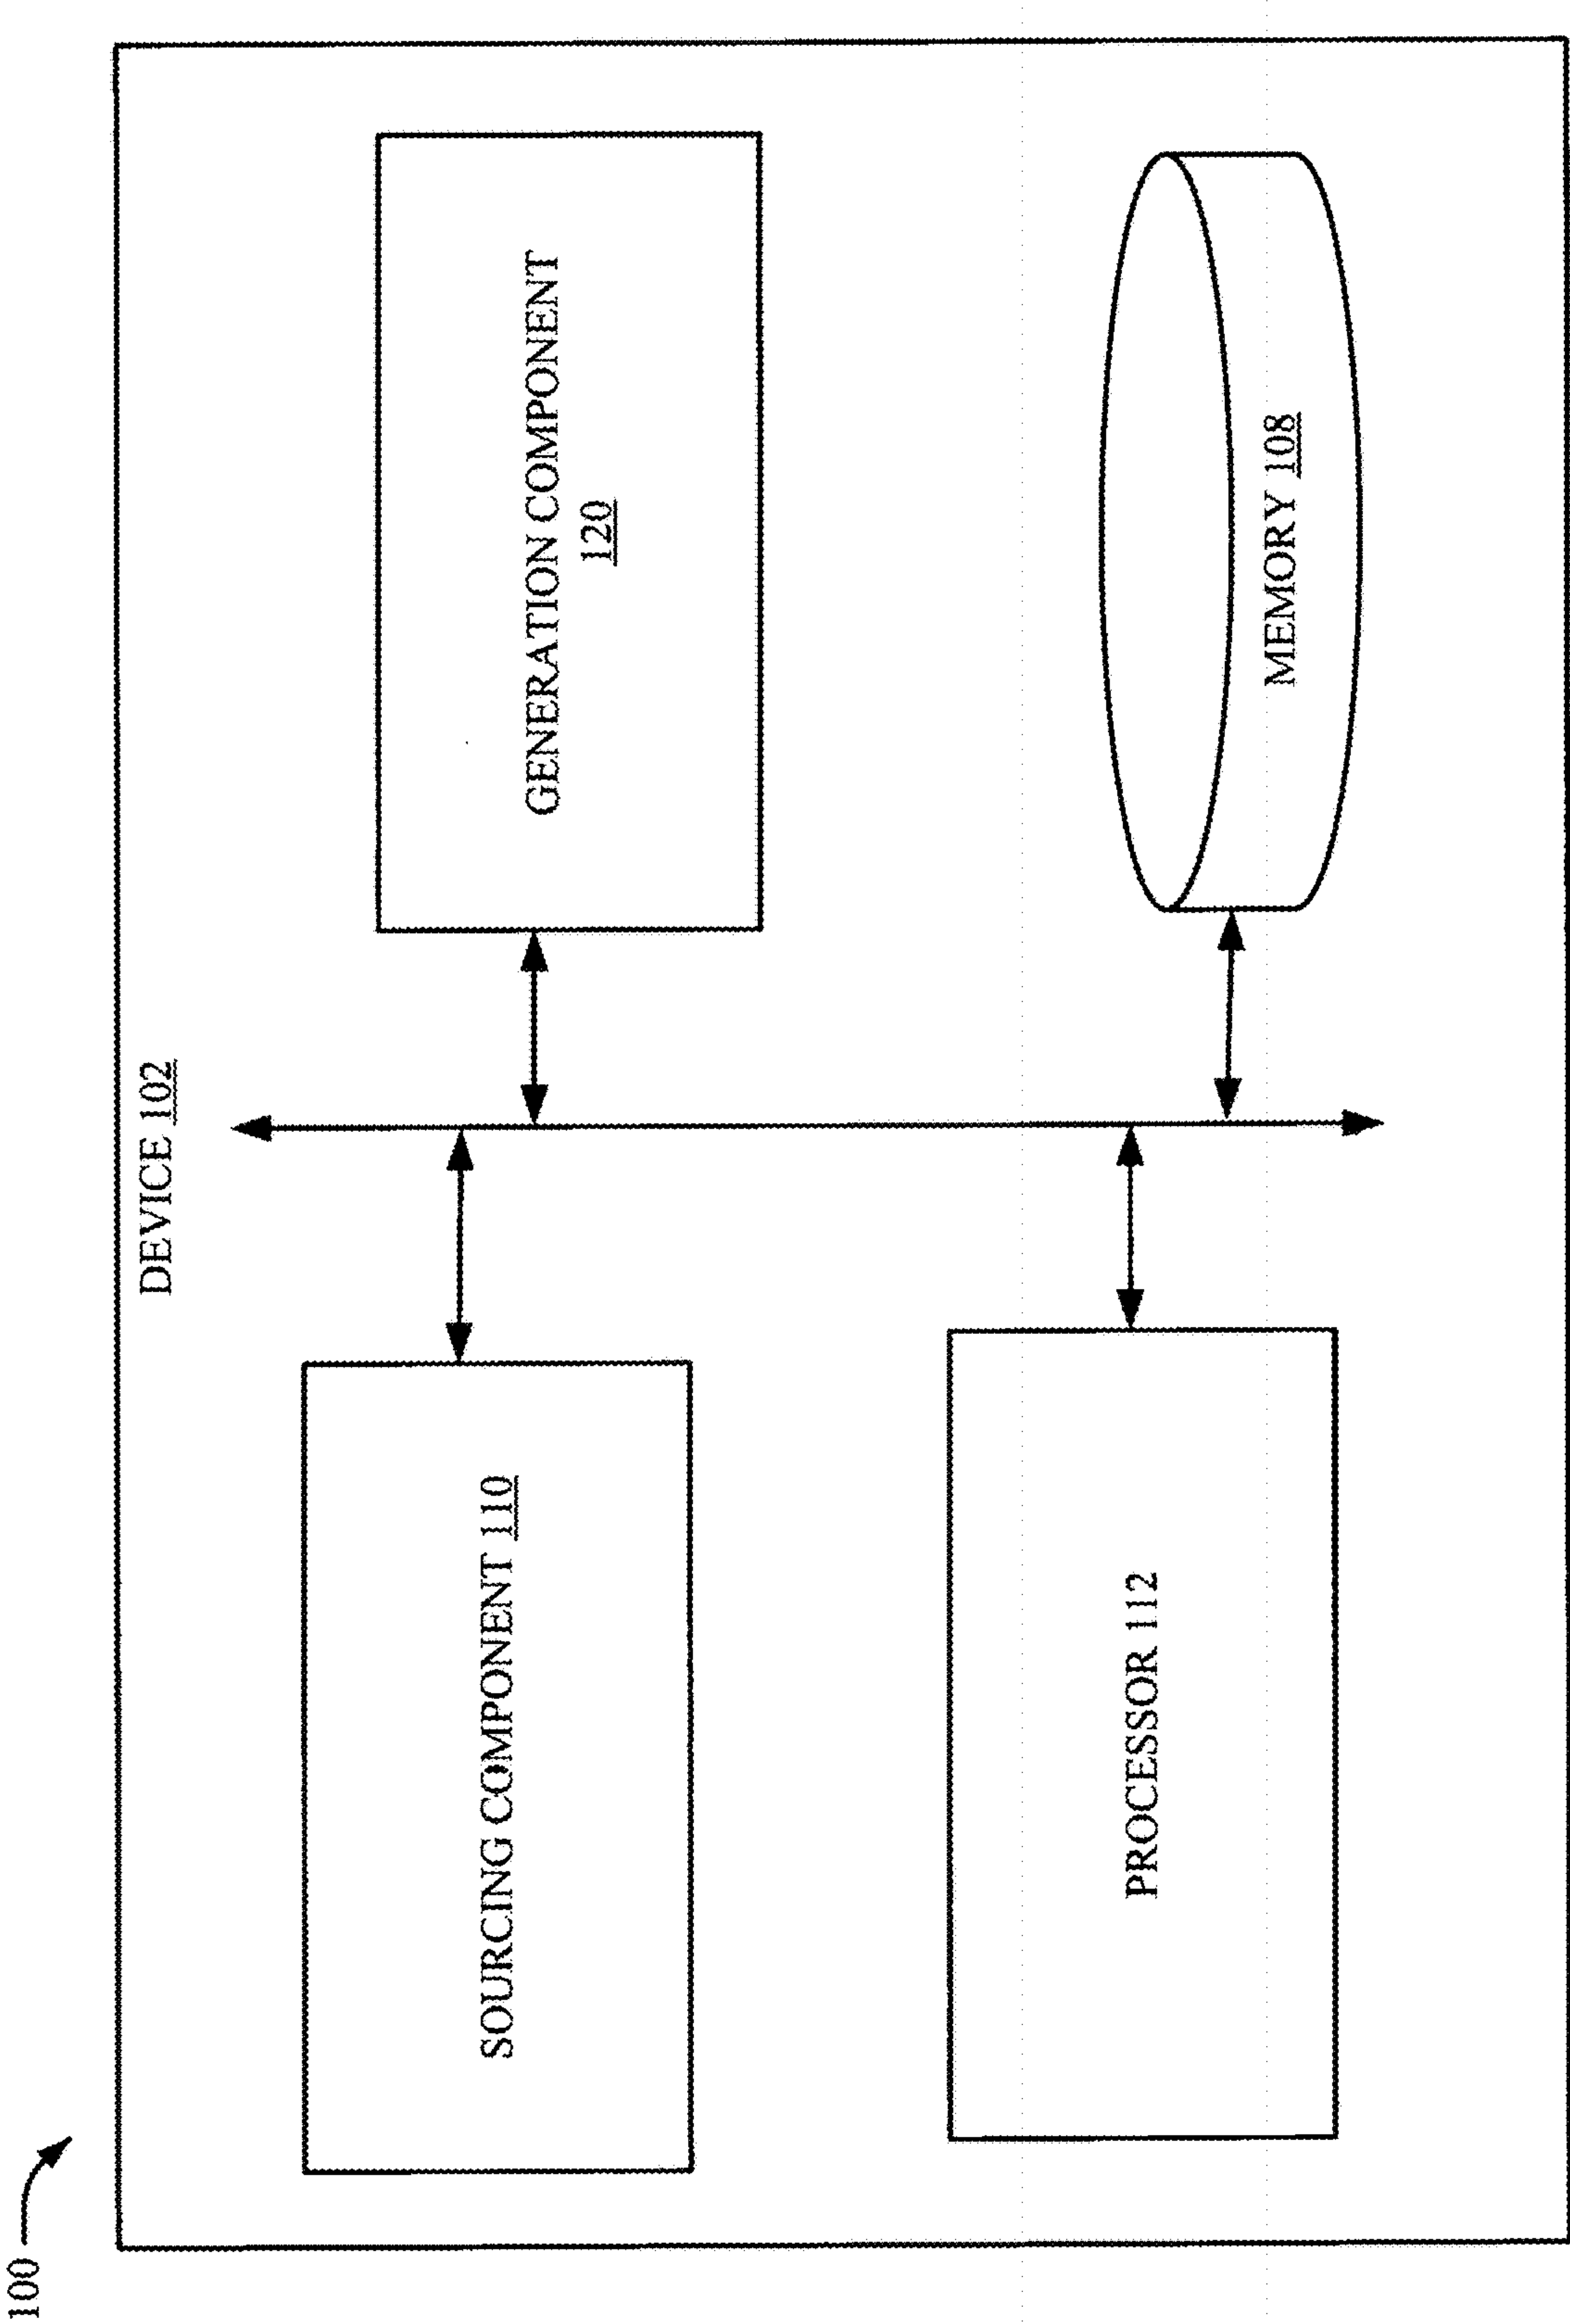 100
DEVICE 102
SOURCING COMPONENT 110
GENERATION COMPONENT
120
PROCESSOR 112
MEMORY 108